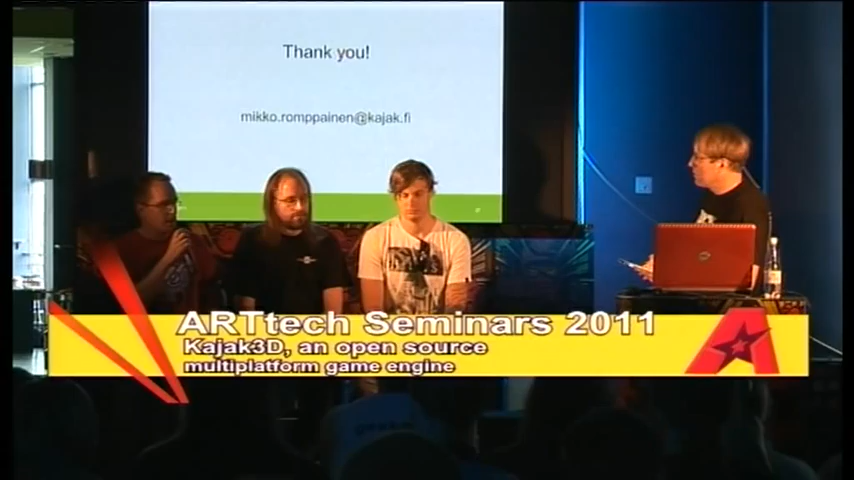 Thank you!
mikko.romppainen@kajak.fi
ARTtech Seminars 2011
Kajak3D, an open source
multiplatform game engine